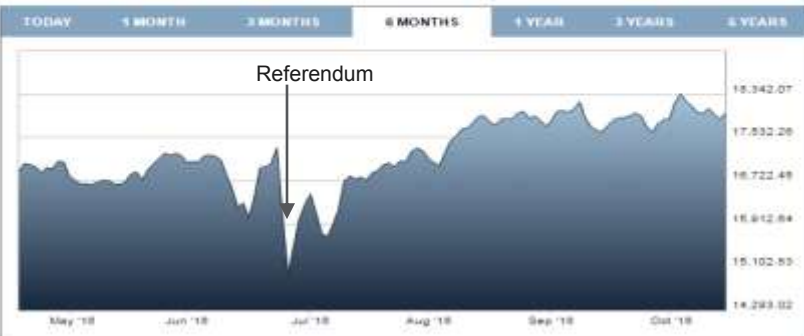 TODAY 1 MONTH 3 MONTHS 6 MONTHS 1 YEAR 3 YEARS 5 YEARS
Referendum
18.342.07
17.532.26
16.722.45
15.912.64
15.102.83
14.293.02
May '16 Jun '16 Jul '16 Aug '16 Sep '16 Oct '16